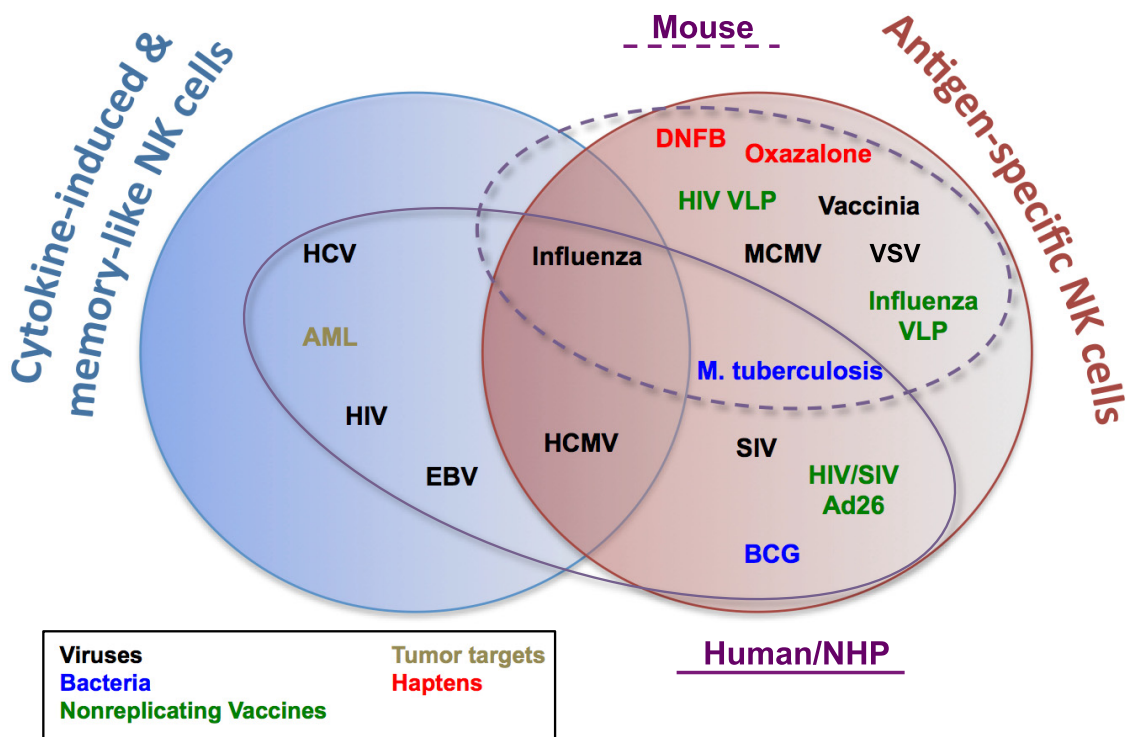 Mouse
Cytokine-induced &
memory-like NK cells
Antigen-specific NK cells
DNFB
Oxazalone
HIV VLP
Vaccinia
HCV
Influenza
MCMV
VSV
Influenza
VLP
AML
M. tuberculosis
HIV
HCMV
SIV
EBV
HIV/SIV
Ad26
BCG
Human/NHP
Viruses
Tumor targets
Bacteria
Haptens
Nonreplicating Vaccines